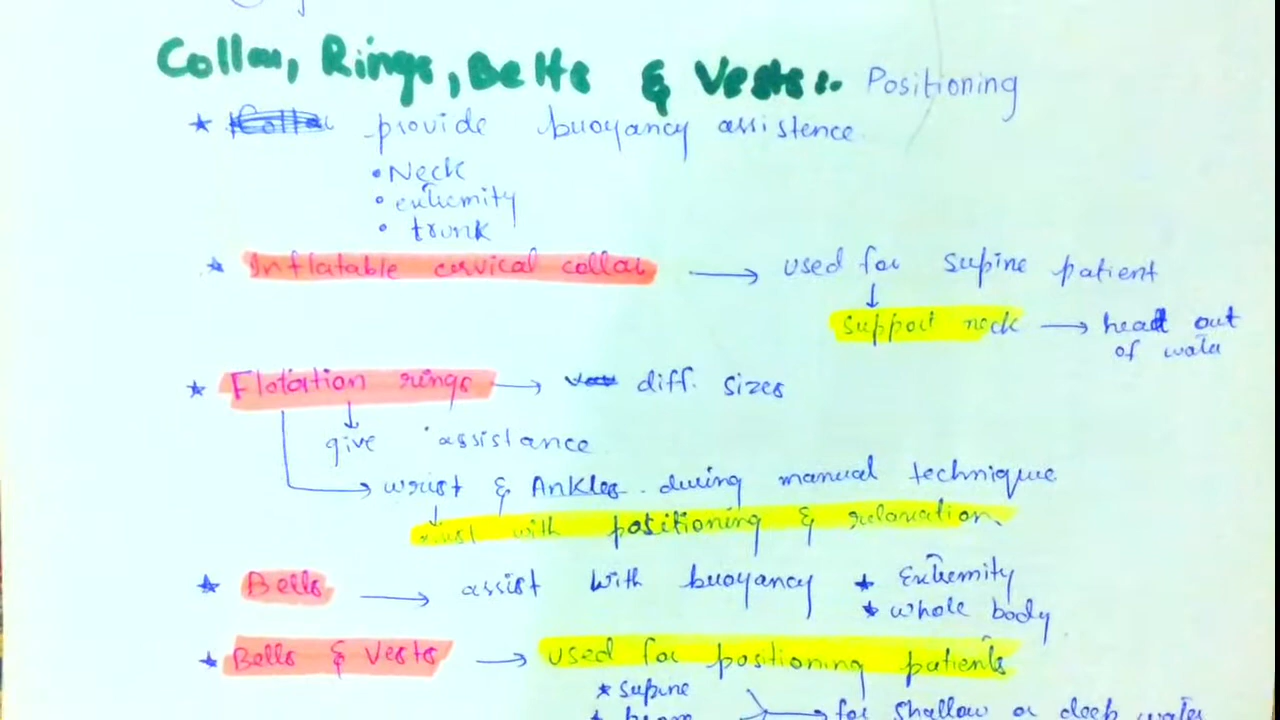 Collar, Rings, Belts & Vests:. Positioning
★ provide buoyancy assistence
• Neck
• extremity
• trunk
★ Inflatable cervical collar → used for supine patient
↓
support neck → head out
of water
★ Flotation rings → diff. sizes
↓
give assistance
→ wrist & Ankles during manual technique
↓
with positioning & relaxation
★ Belts → assist with buoyancy ★ Extremity
★ whole body
★ Belts & Vests → used for positioning patients
★ supine
→ for shallow or deep water